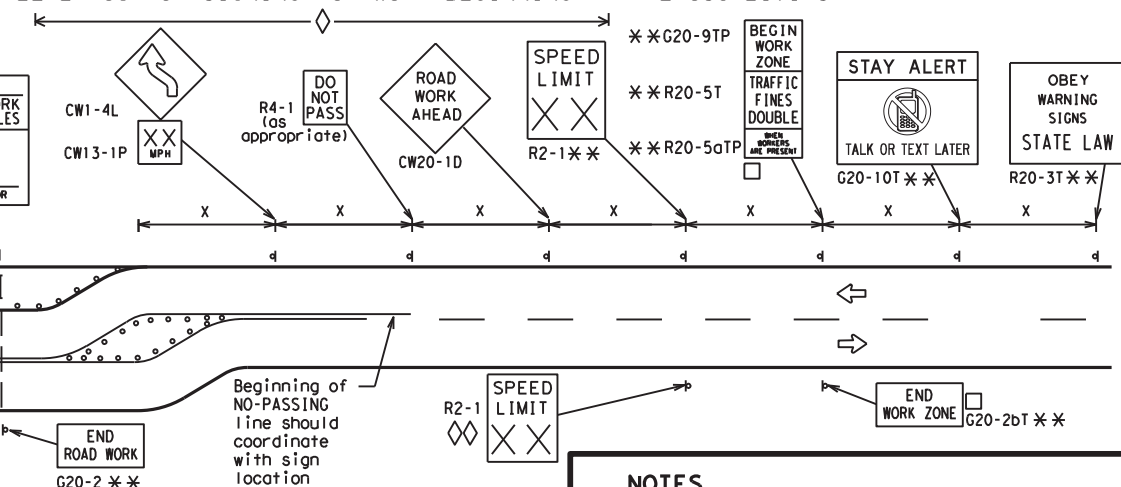 CW1-4L
CW13-1P
XX
MPH
R4-1
(as
appropriate)
DO
NOT
PASS
ROAD
WORK
AHEAD
CW20-1D
SPEED
LIMIT
XX
R2-1**
**G20-9TP
**R20-5T
**R20-5aTP
BEGIN
WORK
ZONE
TRAFFIC
FINES
DOUBLE
WHEN
WORKERS
ARE PRESENT
STAY ALERT
TALK OR TEXT LATER
G20-10T**
OBEY
WARNING
SIGNS
STATE LAW
R20-3T**
X X X X X X X
Beginning of
NO-PASSING
line should
coordinate
with sign
location
R2-1
SPEED
LIMIT
XX
END
WORK ZONE
G20-2bT**
END
ROAD WORK
G20-2**
NOTES